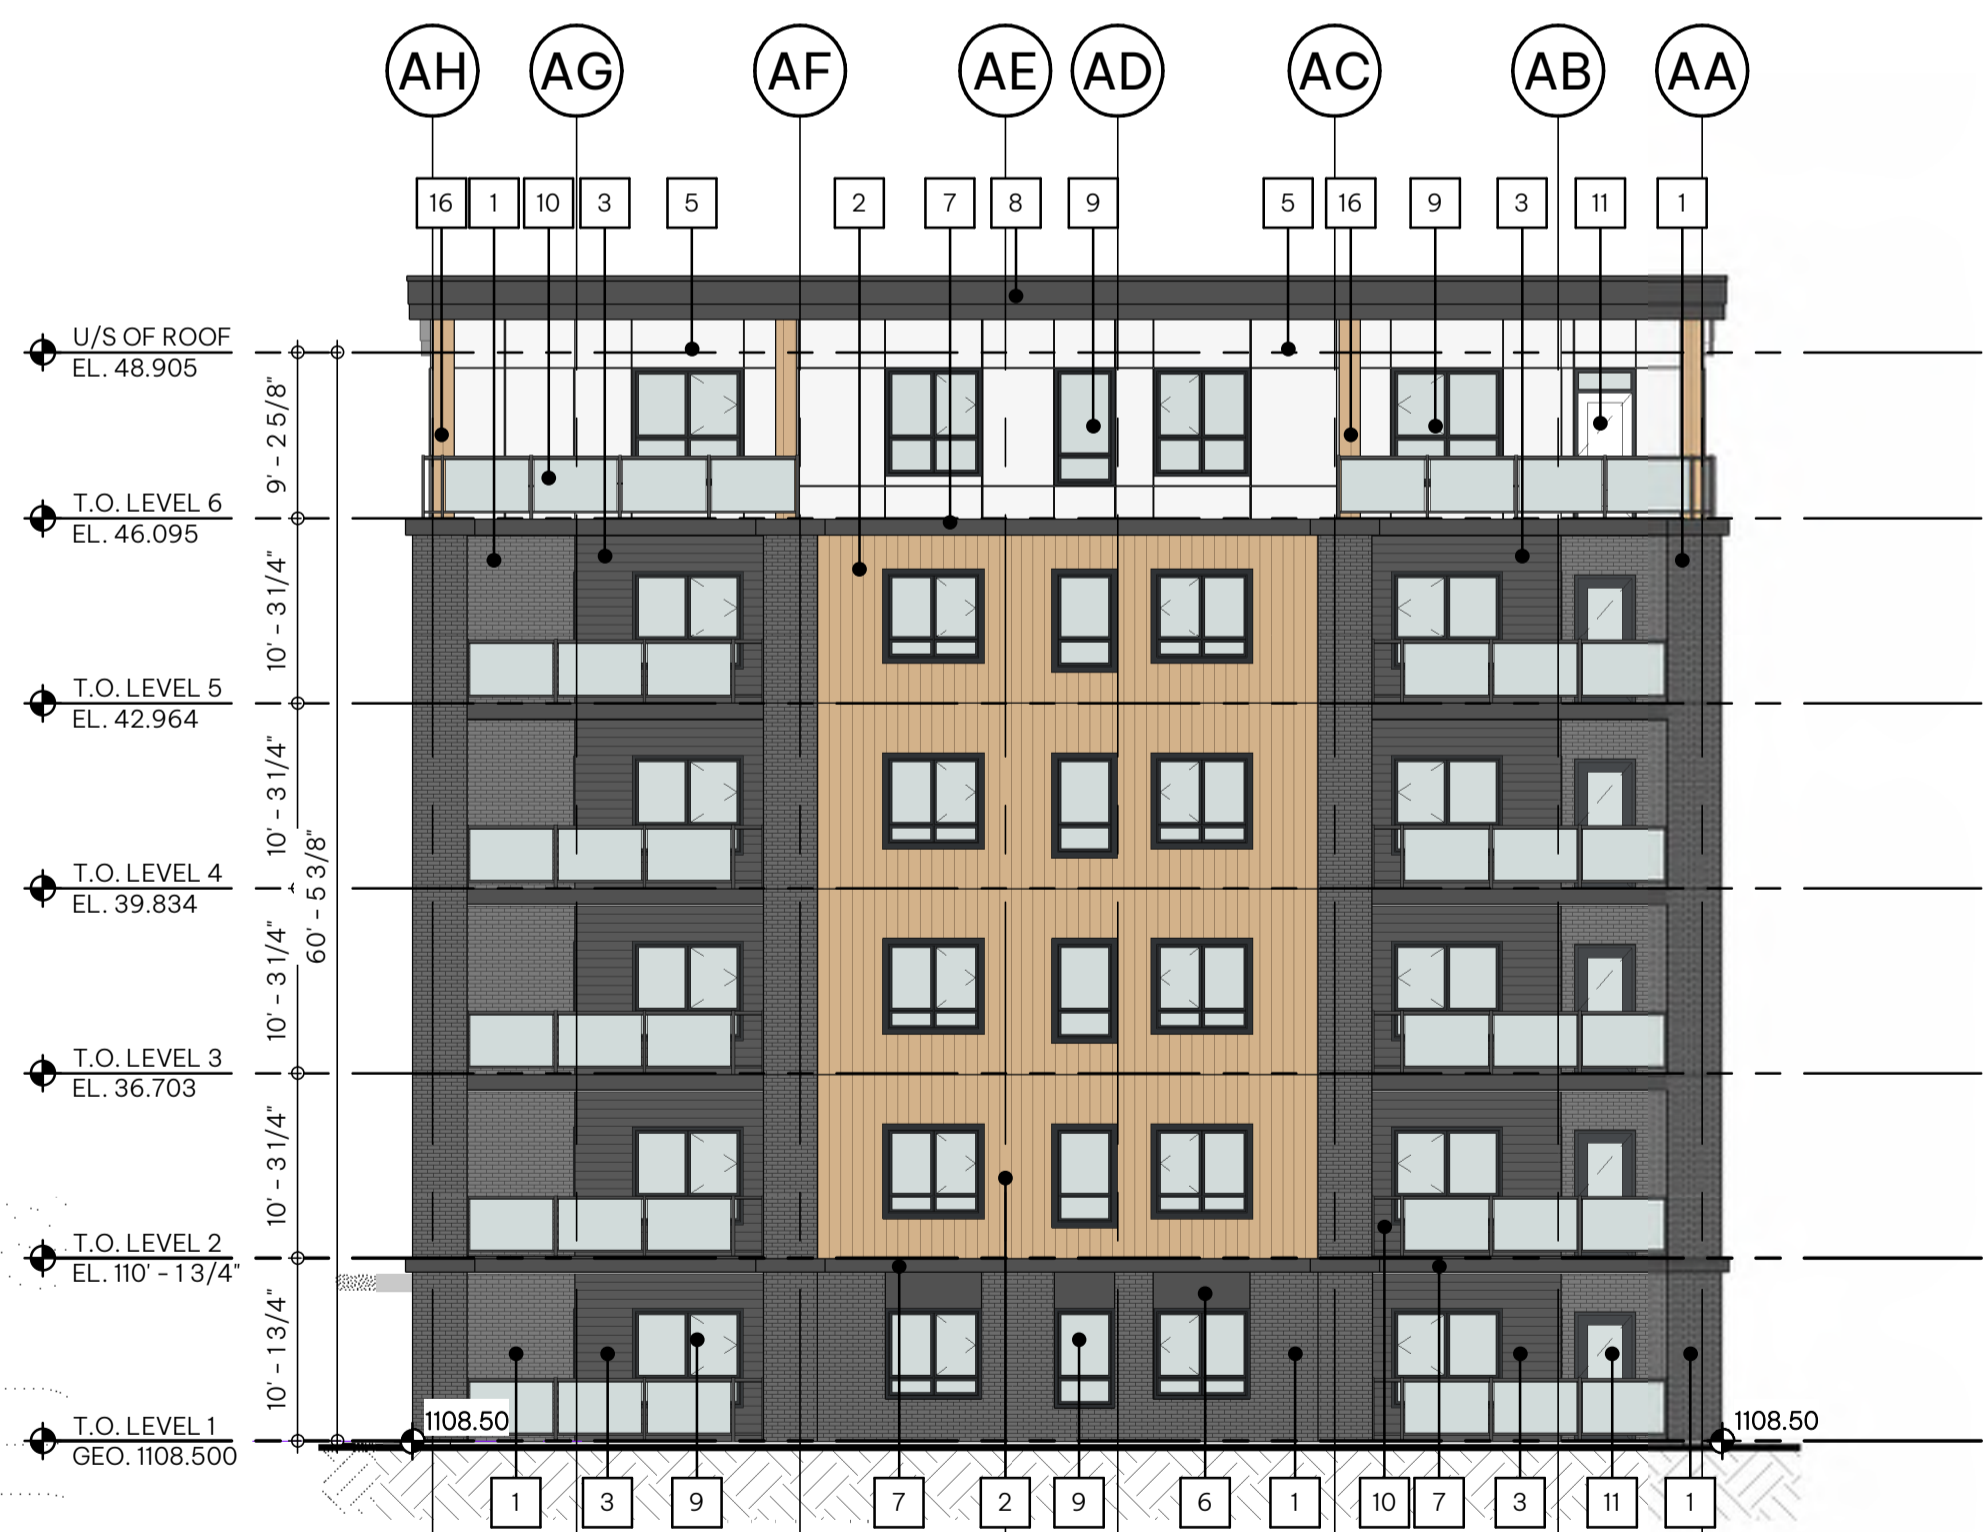 AH AG AF AE AD AC AB AA
16 1 10 3 5 2 7 8 9 5 16 9 3 11 1
U/S OF ROOF
EL. 48.905
9' - 2 5/8"
T.O. LEVEL 6
EL. 46.095
10' - 3 1/4"
T.O. LEVEL 5
EL. 42.964
10' - 3 1/4"
60' - 5 3/8"
T.O. LEVEL 4
EL. 39.834
10' - 3 1/4"
T.O. LEVEL 3
EL. 36.703
10' - 3 1/4"
T.O. LEVEL 2
EL. 110' - 1 3/4"
10' - 1 3/4"
T.O. LEVEL 1
GEO. 1108.500
1108.50
1108.50
1 3 9 7 2 9 6 1 10 7 3 11 1